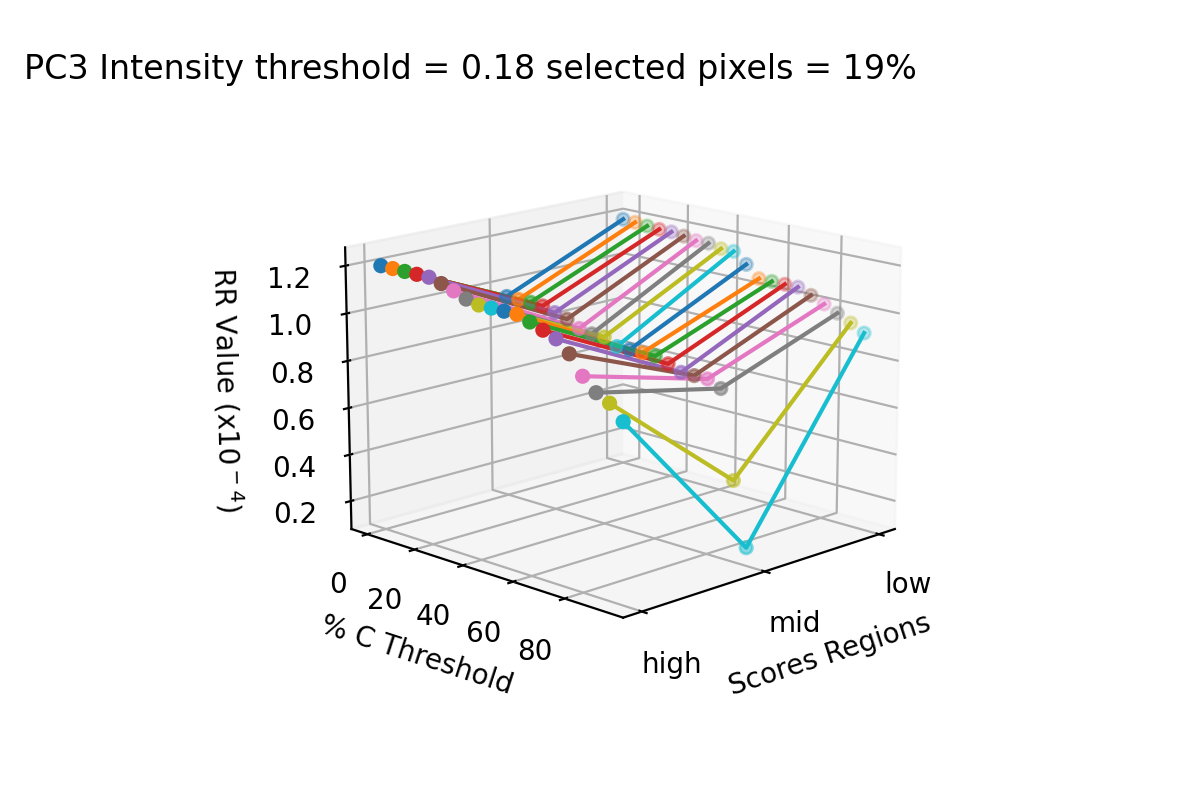 PC3 Intensity threshold = 0.18 selected pixels = 19%
RR Value (x10⁻⁴)
1.2
1.0
0.8
0.6
0.4
0.2
0
20
40
60
80
% C Threshold
high
mid
low
Scores Regions